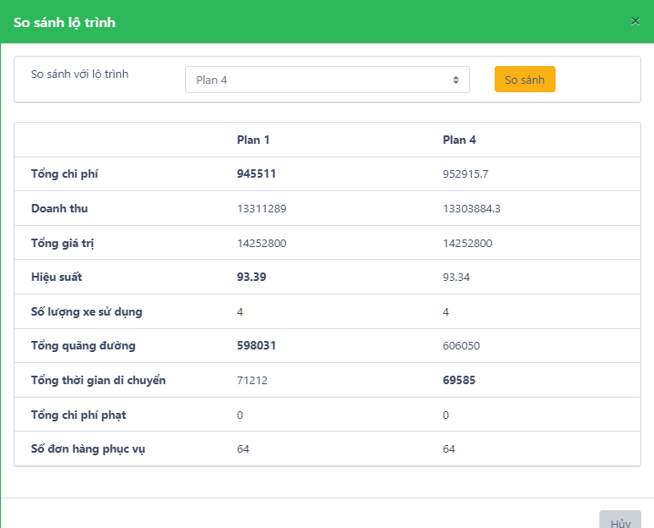 So sánh lộ trình ×
So sánh với lộ trình Plan 4 So sánh
Plan 1 Plan 4
Tổng chi phí 945511 952915.7
Doanh thu 13311289 13303884.3
Tổng giá trị 14252800 14252800
Hiệu suất 93.39 93.34
Số lượng xe sử dụng 4 4
Tổng quãng đường 598031 606050
Tổng thời gian di chuyển 71212 69585
Tổng chi phí phạt 0 0
Số đơn hàng phục vụ 64 64
Hủy